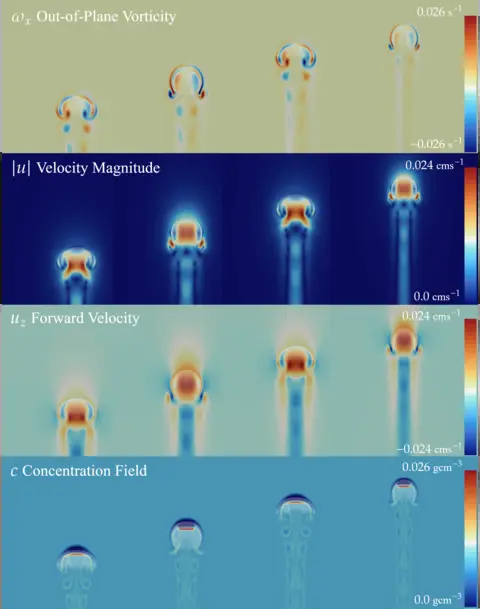 ωx Out-of-Plane Vorticity
0.026 s⁻¹
−0.026 s⁻¹
|u| Velocity Magnitude
0.024 cms⁻¹
0.0 cms⁻¹
uz Forward Velocity
0.024 cms⁻¹
−0.024 cms⁻¹
c Concentration Field
0.026 gcm⁻³
0.0 gcm⁻³